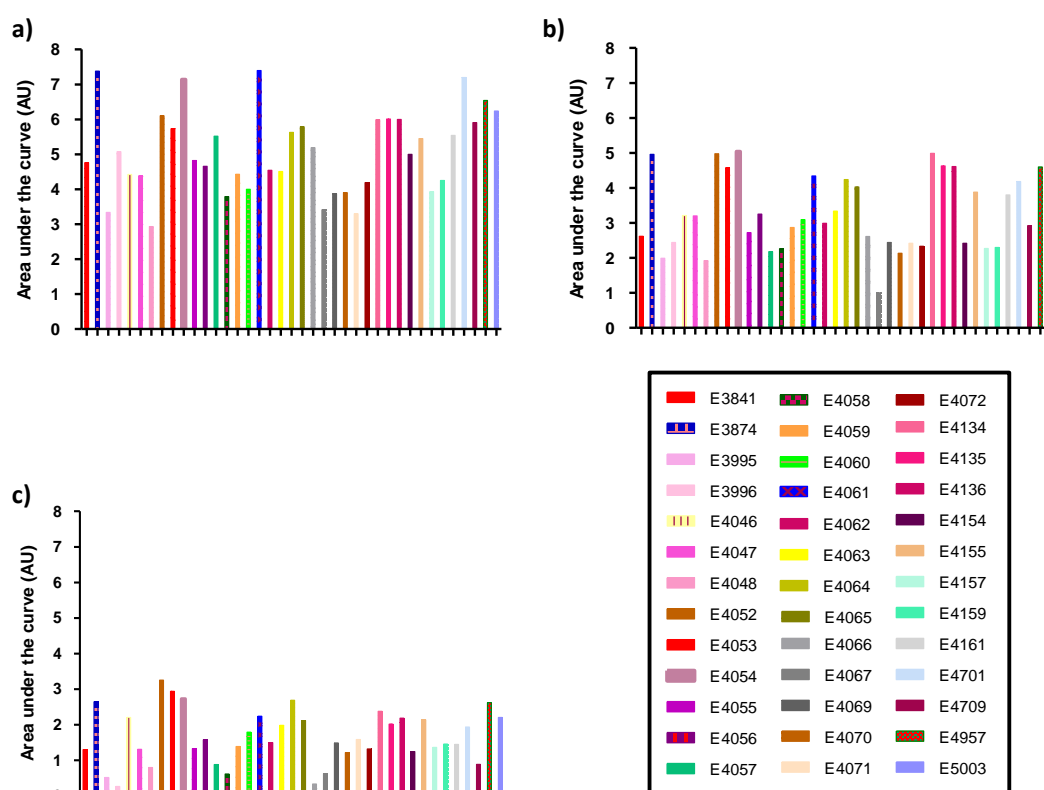 a)
Area under the curve (AU)
8
7
6
5
4
3
2
1
0
b)
Area under the curve (AU)
8
7
6
5
4
3
2
1
0
c)
Area under the curve (AU)
8
7
6
5
4
3
2
1
E3841
E3874
E3995
E3996
E4046
E4047
E4048
E4052
E4053
E4054
E4055
E4056
E4057
E4058
E4059
E4060
E4061
E4062
E4063
E4064
E4065
E4066
E4067
E4069
E4070
E4071
E4072
E4134
E4135
E4136
E4154
E4155
E4157
E4159
E4161
E4701
E4709
E4957
E5003